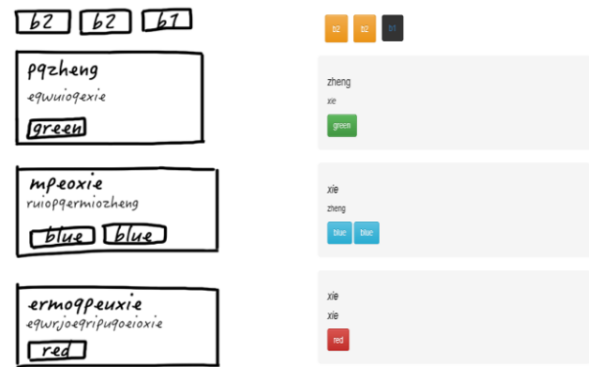 b2 b2 b1
pqzheng
eqwuioqexie
green
mpeoxie
ruiopqermiozheng
blue blue
ermoqpeuxie
eqwrjoeqripuqoeioxie
red
b2 b2 b1
zheng
xie
green
xie
zheng
blue blue
xie
xie
red